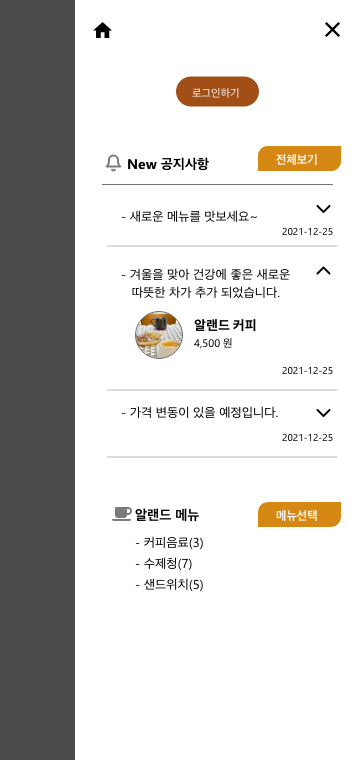 로그인하기
New 공지사항
전체보기
- 새로운 메뉴를 맛보세요~
2021-12-25
- 겨울을 맞아 건강에 좋은 새로운
따뜻한 차가 추가 되었습니다.
알랜드 커피
4,500 원
2021-12-25
- 가격 변동이 있을 예정입니다.
2021-12-25
알랜드 메뉴
메뉴선택
- 커피음료(3)
- 수제청(7)
- 샌드위치(5)